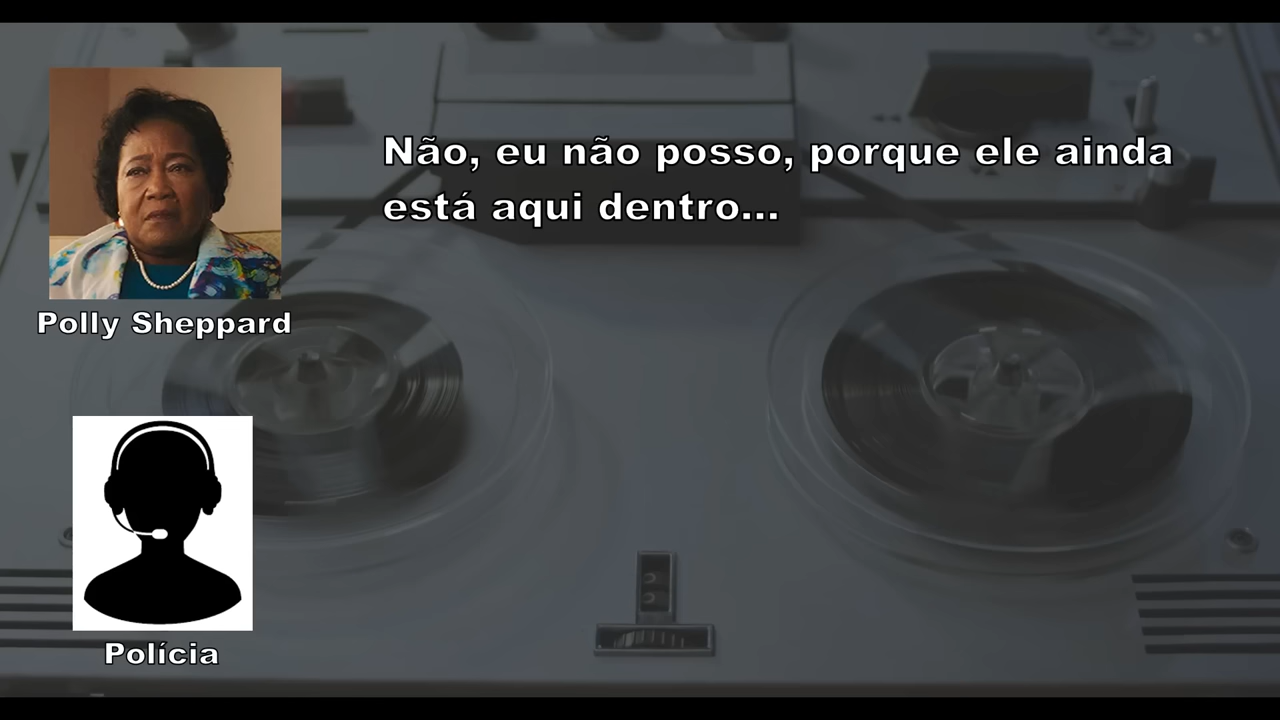 Não, eu não posso, porque ele ainda
está aqui dentro...
Polly Sheppard
Polícia